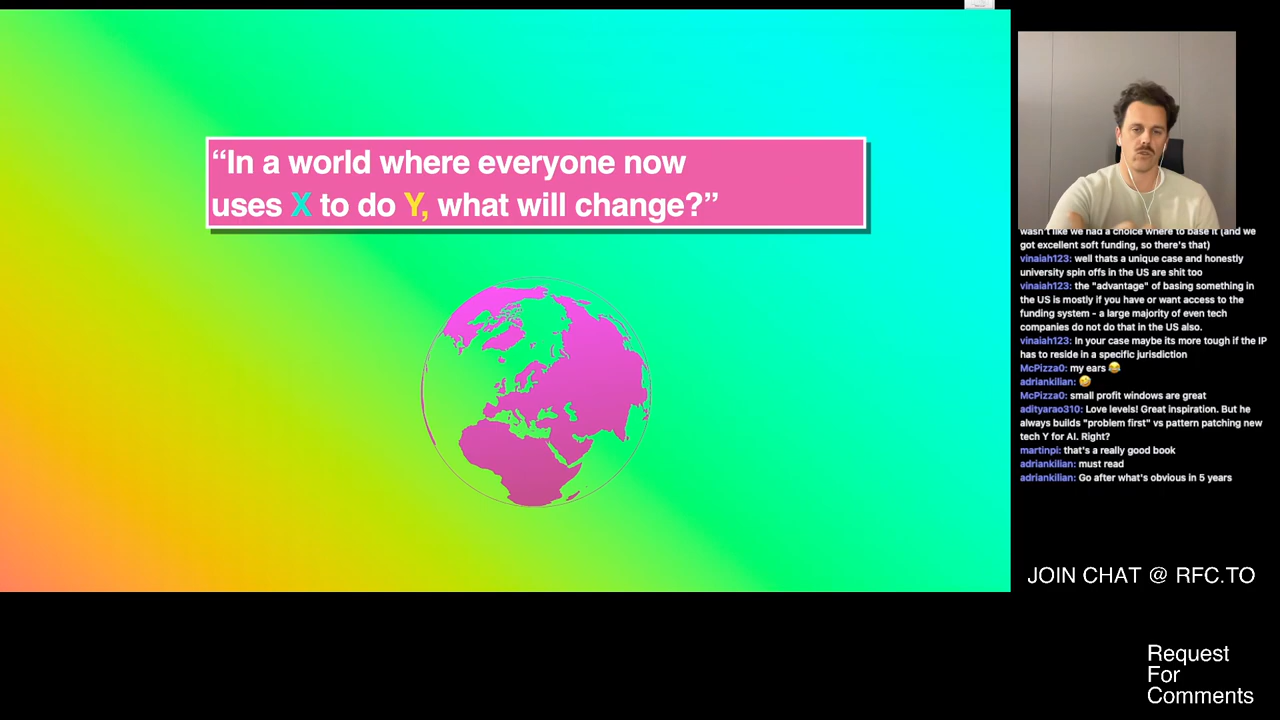 “In a world where everyone now
uses X to do Y, what will change?”
wasn't like we had a choice where to base it (and we
got excellent soft funding, so there's that)
vinaiah123: well thats a unique case and honestly
university spin offs in the US are shit too
vinaiah123: the "advantage" of basing something in
the US is mostly if you have or want access to the
funding system - a large majority of even tech
companies do not do that in the US also.
vinaiah123: In your case maybe its more tough if the IP
has to reside in a specific jurisdiction
McPizza0: my ears 😂
adriankilian: 🤣
McPizza0: small profit windows are great
adityarao310: Love levels! Great inspiration. But he
always builds "problem first" vs pattern patching new
tech Y for AI. Right?
martinpi: that's a really good book
adriankilian: must read
adriankilian: Go after what's obvious in 5 years
JOIN CHAT @ RFC.TO
Request
For
Comments